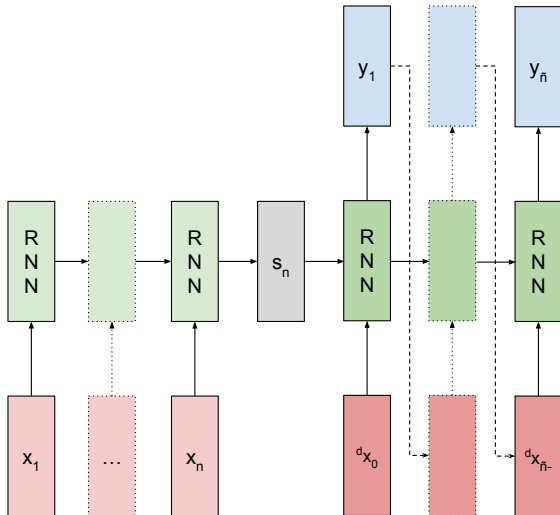 y₁ yₙ̃
R N N R N N sₙ R N N R N N
x₁ … xₙ ᵈx₀ ᵈxₙ̃₋